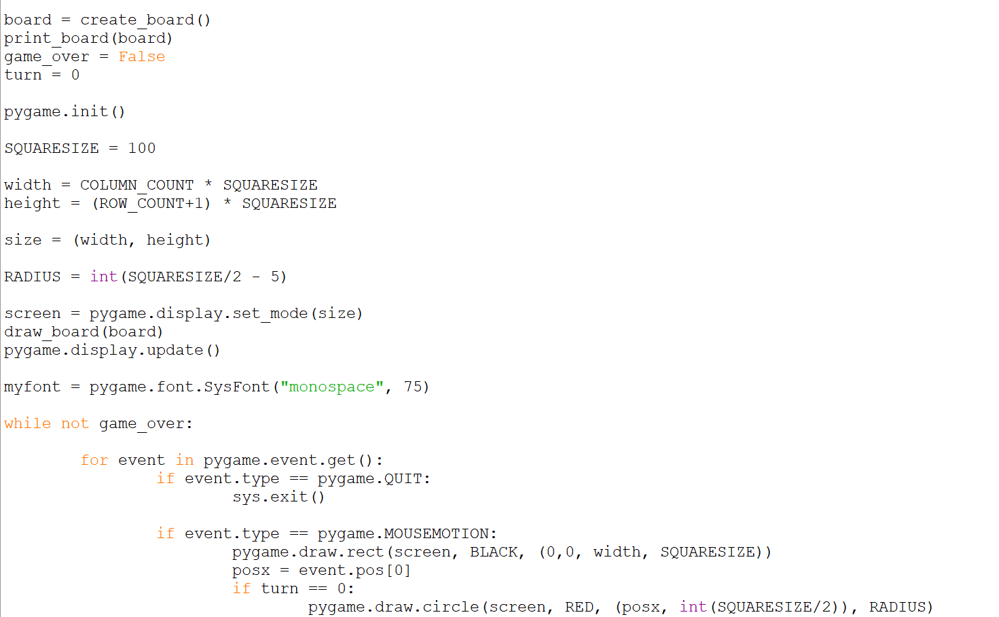 board = create_board()
print_board(board)
game_over = False
turn = 0
pygame.init()
SQUARESIZE = 100
width = COLUMN_COUNT * SQUARESIZE
height = (ROW_COUNT+1) * SQUARESIZE
size = (width, height)
RADIUS = int(SQUARESIZE/2 - 5)
screen = pygame.display.set_mode(size)
draw_board(board)
pygame.display.update()
myfont = pygame.font.SysFont("monospace", 75)
while not game_over:
for event in pygame.event.get():
if event.type == pygame.QUIT:
sys.exit()
if event.type == pygame.MOUSEMOTION:
pygame.draw.rect(screen, BLACK, (0,0, width, SQUARESIZE))
posx = event.pos[0]
if turn == 0:
pygame.draw.circle(screen, RED, (posx, int(SQUARESIZE/2)), RADIUS)